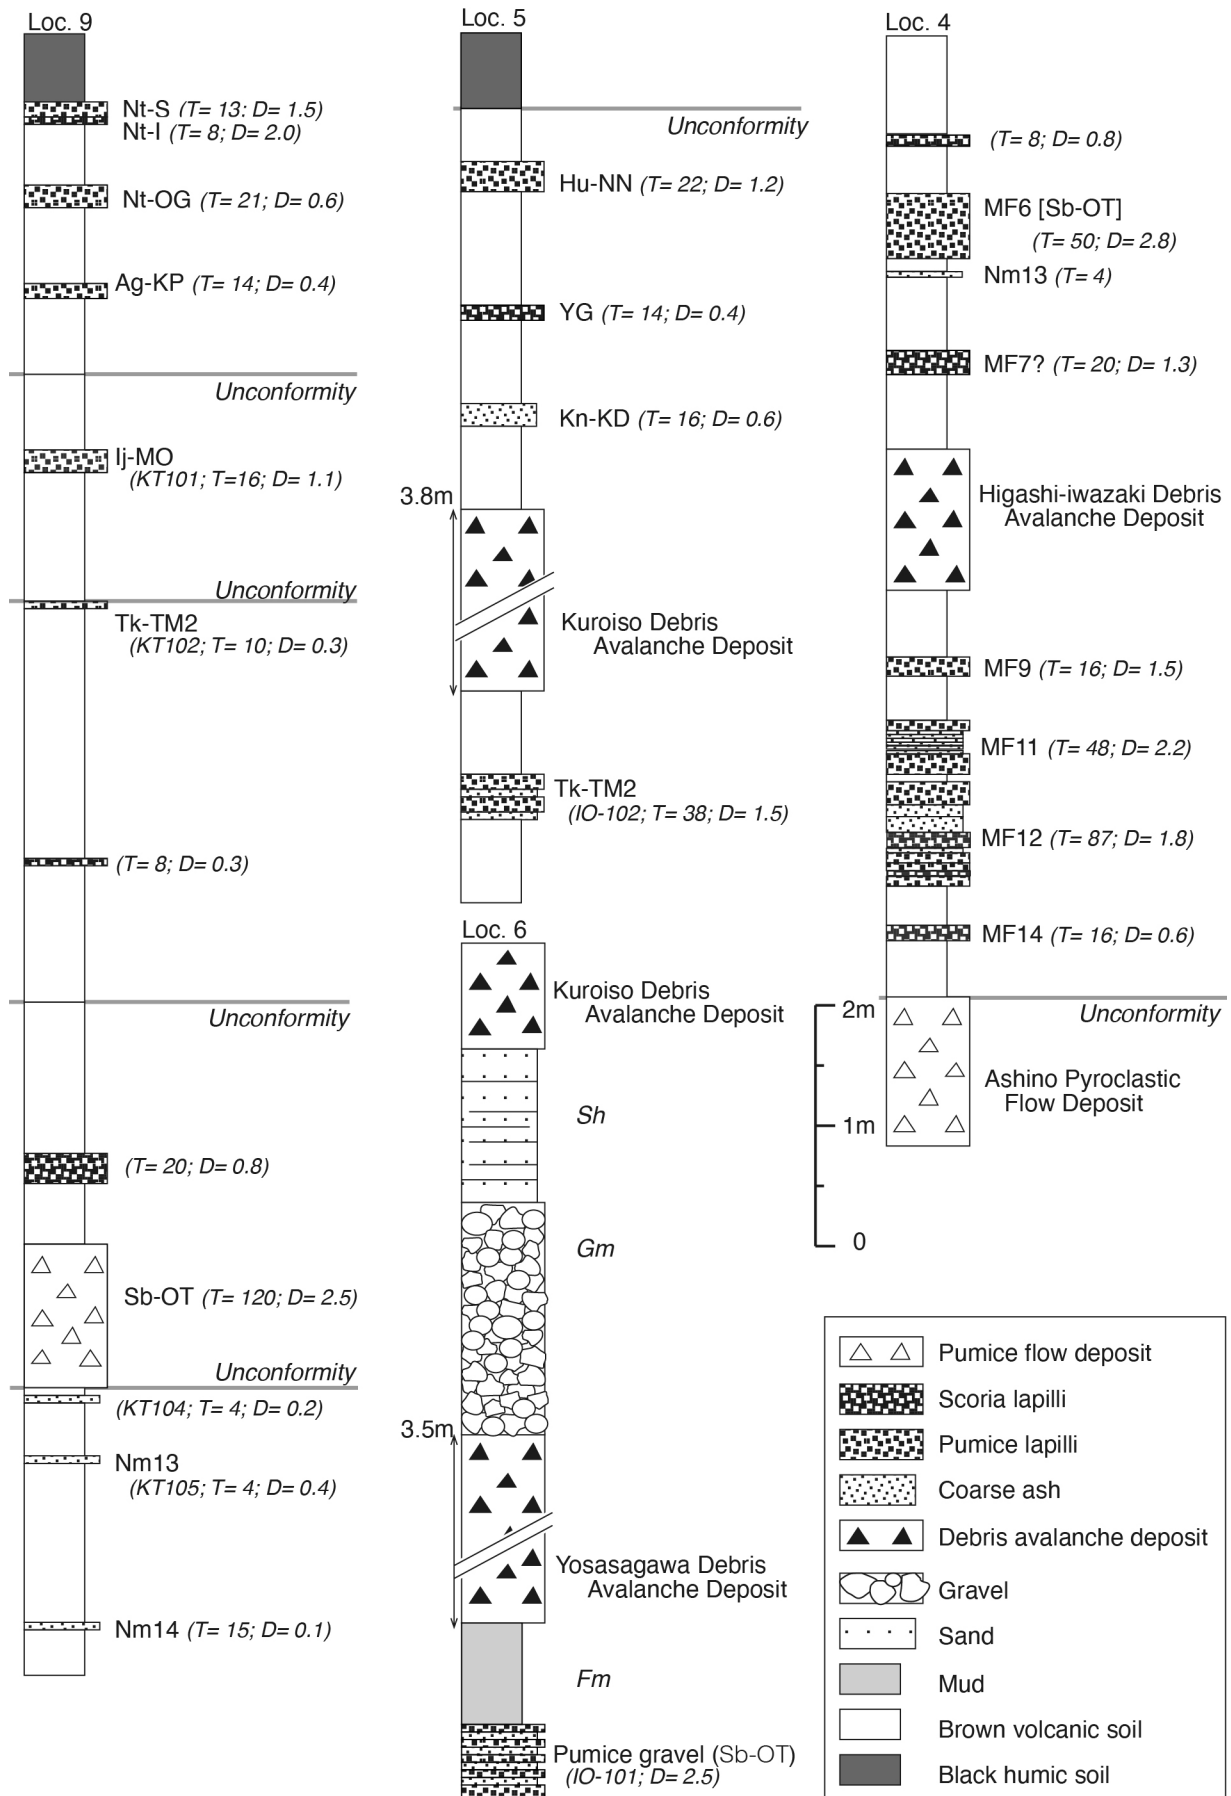 Loc. 9
Nt-S (T= 13: D= 1.5)
Nt-I (T= 8; D= 2.0)
Nt-OG (T= 21; D= 0.6)
Ag-KP (T= 14; D= 0.4)
Unconformity
Ij-MO
(KT101; T=16; D= 1.1)
Unconformity
Tk-TM2
(KT102; T= 10; D= 0.3)
(T= 8; D= 0.3)
Unconformity
(T= 20; D= 0.8)
Sb-OT (T= 120; D= 2.5)
Unconformity
(KT104; T= 4; D= 0.2)
Nm13
(KT105; T= 4; D= 0.4)
Nm14 (T= 15; D= 0.1)
Loc. 5
Unconformity
Hu-NN (T= 22; D= 1.2)
YG (T= 14; D= 0.4)
Kn-KD (T= 16; D= 0.6)
3.8m
Kuroiso Debris
Avalanche Deposit
Tk-TM2
(IO-102; T= 38; D= 1.5)
Loc. 6
Kuroiso Debris
Avalanche Deposit
Sh
Gm
3.5m
Yosasagawa Debris
Avalanche Deposit
Fm
Pumice gravel (Sb-OT)
(IO-101; D= 2.5)
Loc. 4
(T= 8; D= 0.8)
MF6 [Sb-OT]
(T= 50; D= 2.8)
Nm13 (T= 4)
MF7? (T= 20; D= 1.3)
Higashi-iwazaki Debris
Avalanche Deposit
MF9 (T= 16; D= 1.5)
MF11 (T= 48; D= 2.2)
MF12 (T= 87; D= 1.8)
MF14 (T= 16; D= 0.6)
Unconformity
Ashino Pyroclastic
Flow Deposit
2m
1m
0
Pumice flow deposit
Scoria lapilli
Pumice lapilli
Coarse ash
Debris avalanche deposit
Gravel
Sand
Mud
Brown volcanic soil
Black humic soil